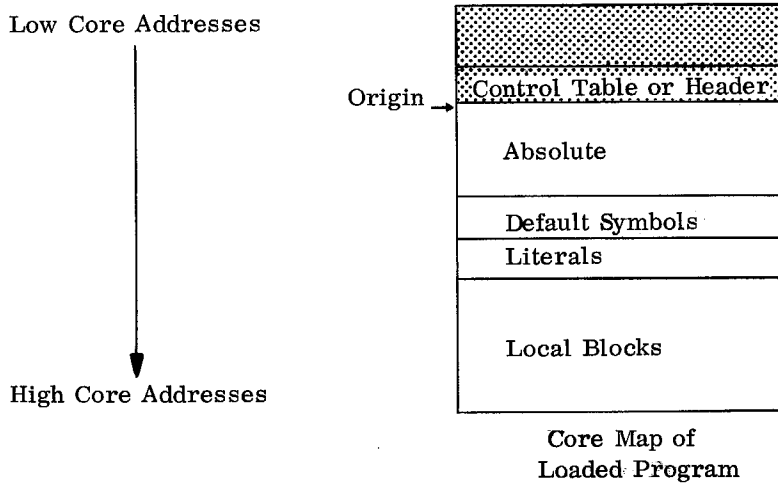 Low Core Addresses
Control Table or Header
Origin
Absolute
Default Symbols
Literals
Local Blocks
High Core Addresses
Core Map of
Loaded Program